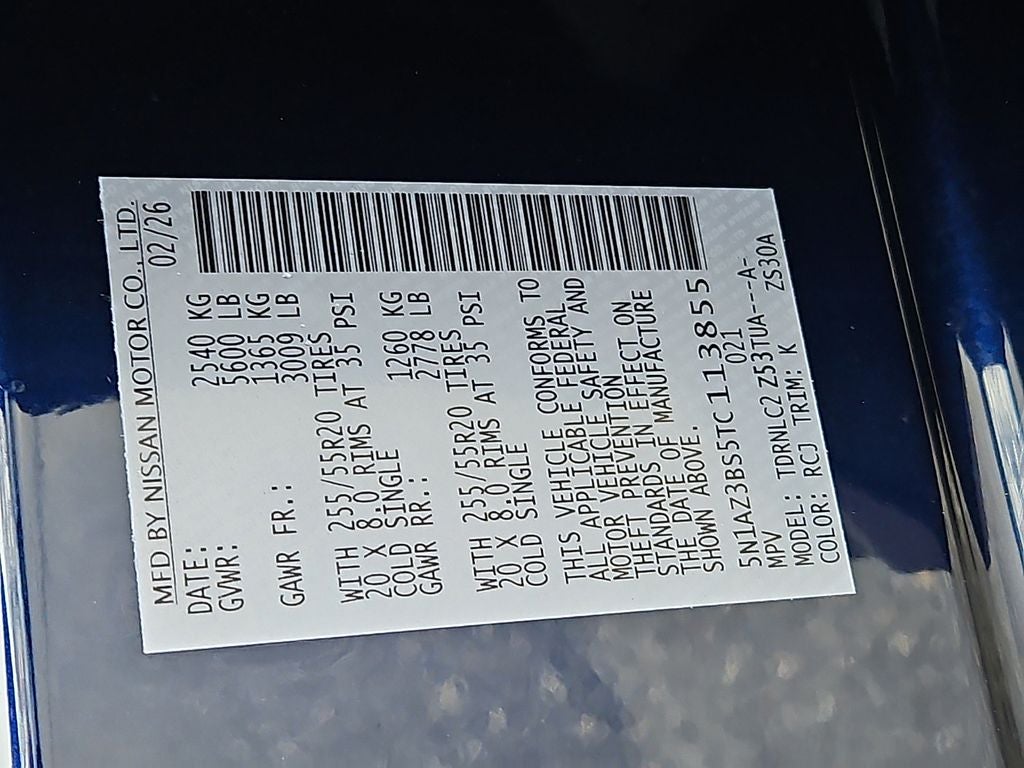 MFD BY NISSAN MOTOR CO., LTD.
DATE: 02/26
GVWR: 2540 KG
5600 LB
GAWR FR.: 1365 KG
3009 LB
WITH 255/55R20 TIRES
20 X 8.0 RIMS AT 35 PSI
COLD SINGLE
GAWR RR.: 1260 KG
2778 LB
WITH 255/55R20 TIRES
20 X 8.0 RIMS AT 35 PSI
COLD SINGLE
THIS VEHICLE CONFORMS TO
ALL APPLICABLE FEDERAL
MOTOR VEHICLE SAFETY AND
THEFT PREVENTION
STANDARDS IN EFFECT ON
THE DATE OF MANUFACTURE
SHOWN ABOVE.
5N1AZ3BS5TC113855
MPV 021
MODEL: TDRNLC2 Z53TUA---A-
COLOR: RCJ TRIM: K ZS30A